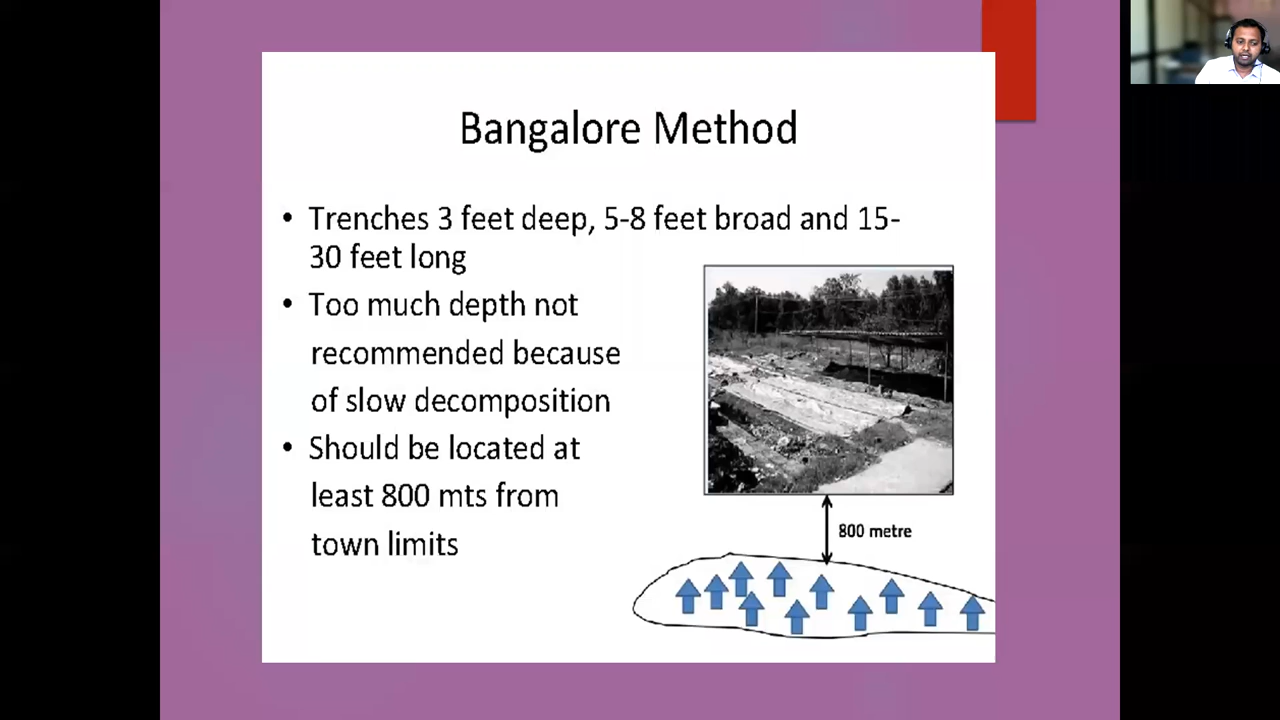 Bangalore Method
• Trenches 3 feet deep, 5-8 feet broad and 15-
30 feet long
• Too much depth not
recommended because
of slow decomposition
• Should be located at
least 800 mts from
town limits
800 metre